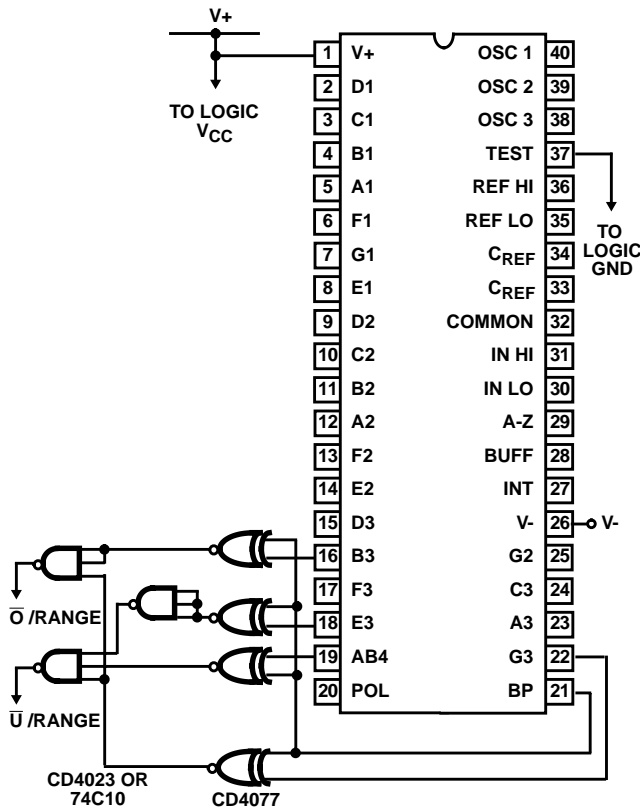 V+
1 V+ OSC 1 40
2 D1 OSC 2 39
TO LOGIC
VCC
3 C1 OSC 3 38
4 B1 TEST 37
5 A1 REF HI 36
6 F1 REF LO 35
TO
LOGIC
GND
7 G1 CREF 34
8 E1 CREF 33
9 D2 COMMON 32
10 C2 IN HI 31
11 B2 IN LO 30
12 A2 A-Z 29
13 F2 BUFF 28
14 E2 INT 27
15 D3 V- 26 V-
16 B3 G2 25
17 F3 C3 24
18 E3 A3 23
19 AB4 G3 22
20 POL BP 21
O̅ /RANGE
U̅ /RANGE
CD4023 OR
74C10
CD4077